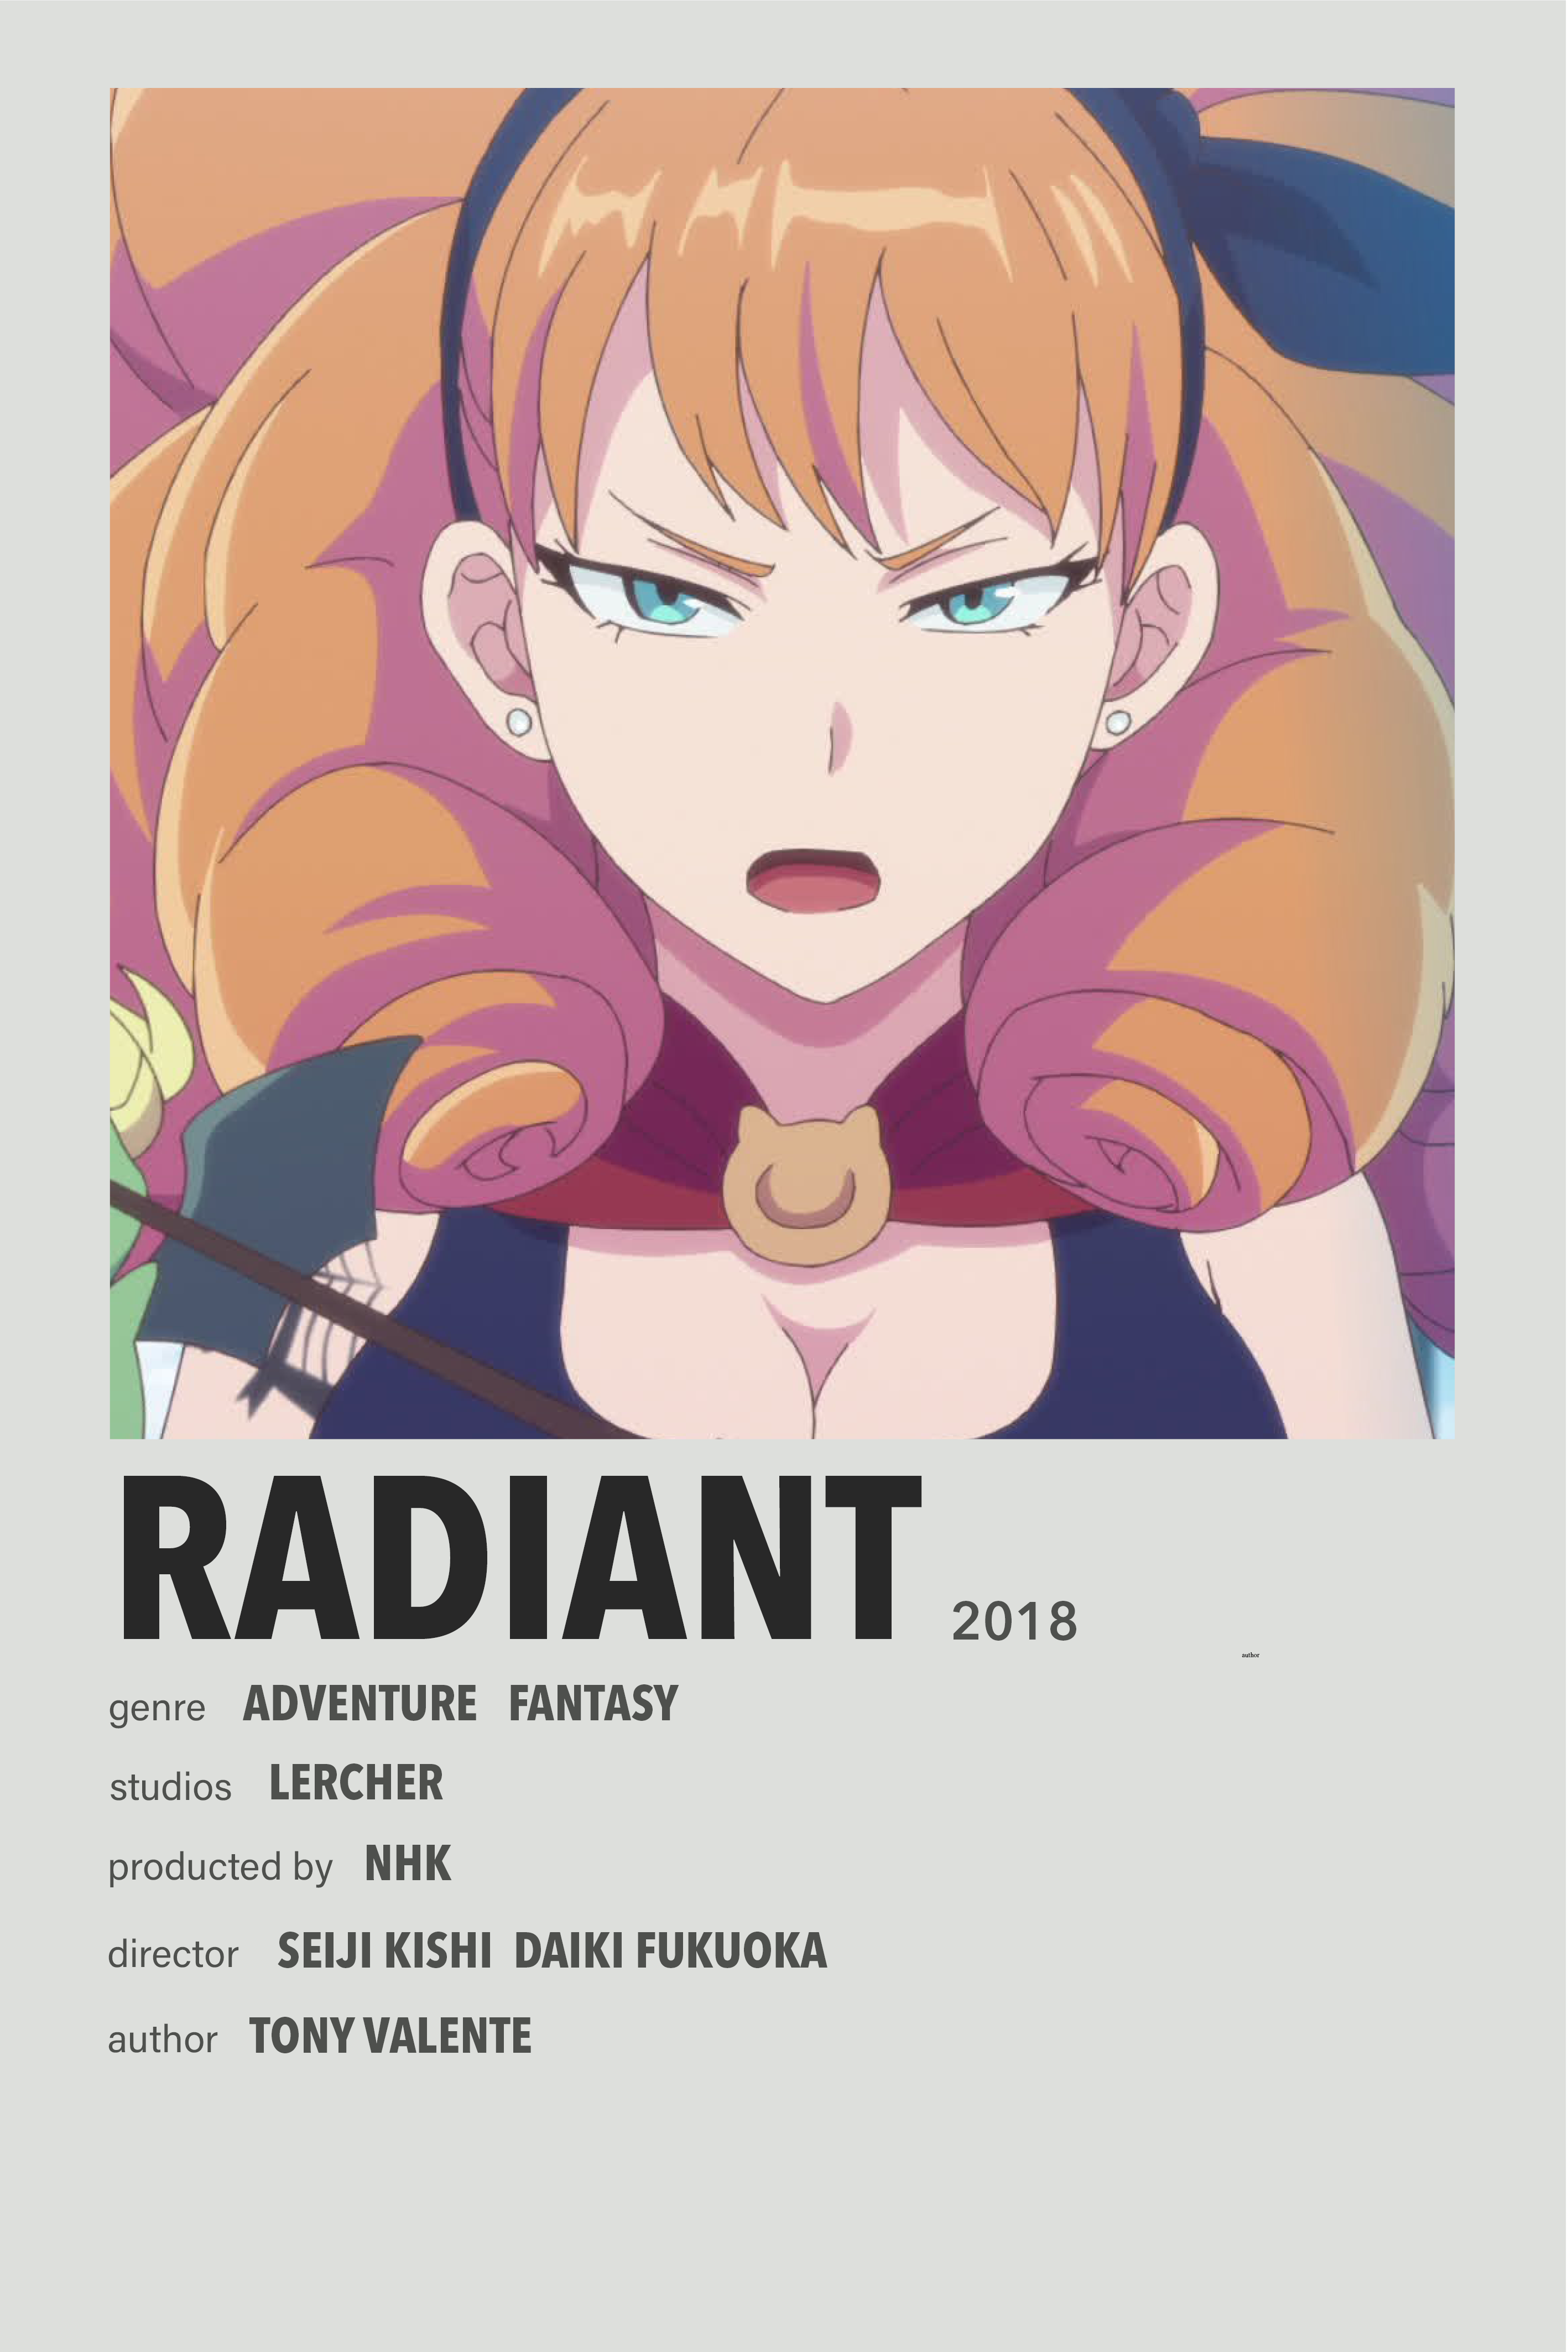 RADIANT 2018
author
genre ADVENTURE FANTASY
studios LERCHER
producted by NHK
director SEIJI KISHI DAIKI FUKUOKA
author TONY VALENTE